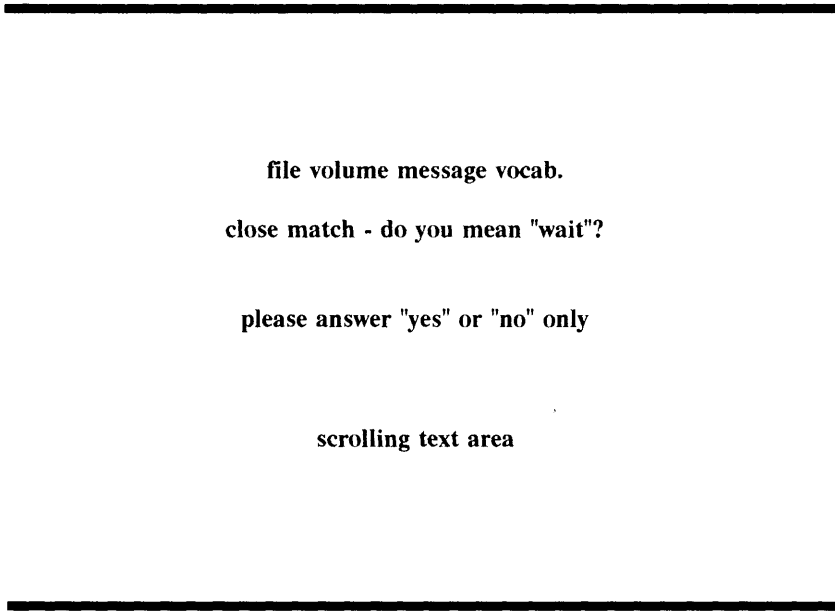 file volume message vocab.
close match - do you mean "wait"?
please answer "yes" or "no" only
scrolling text area